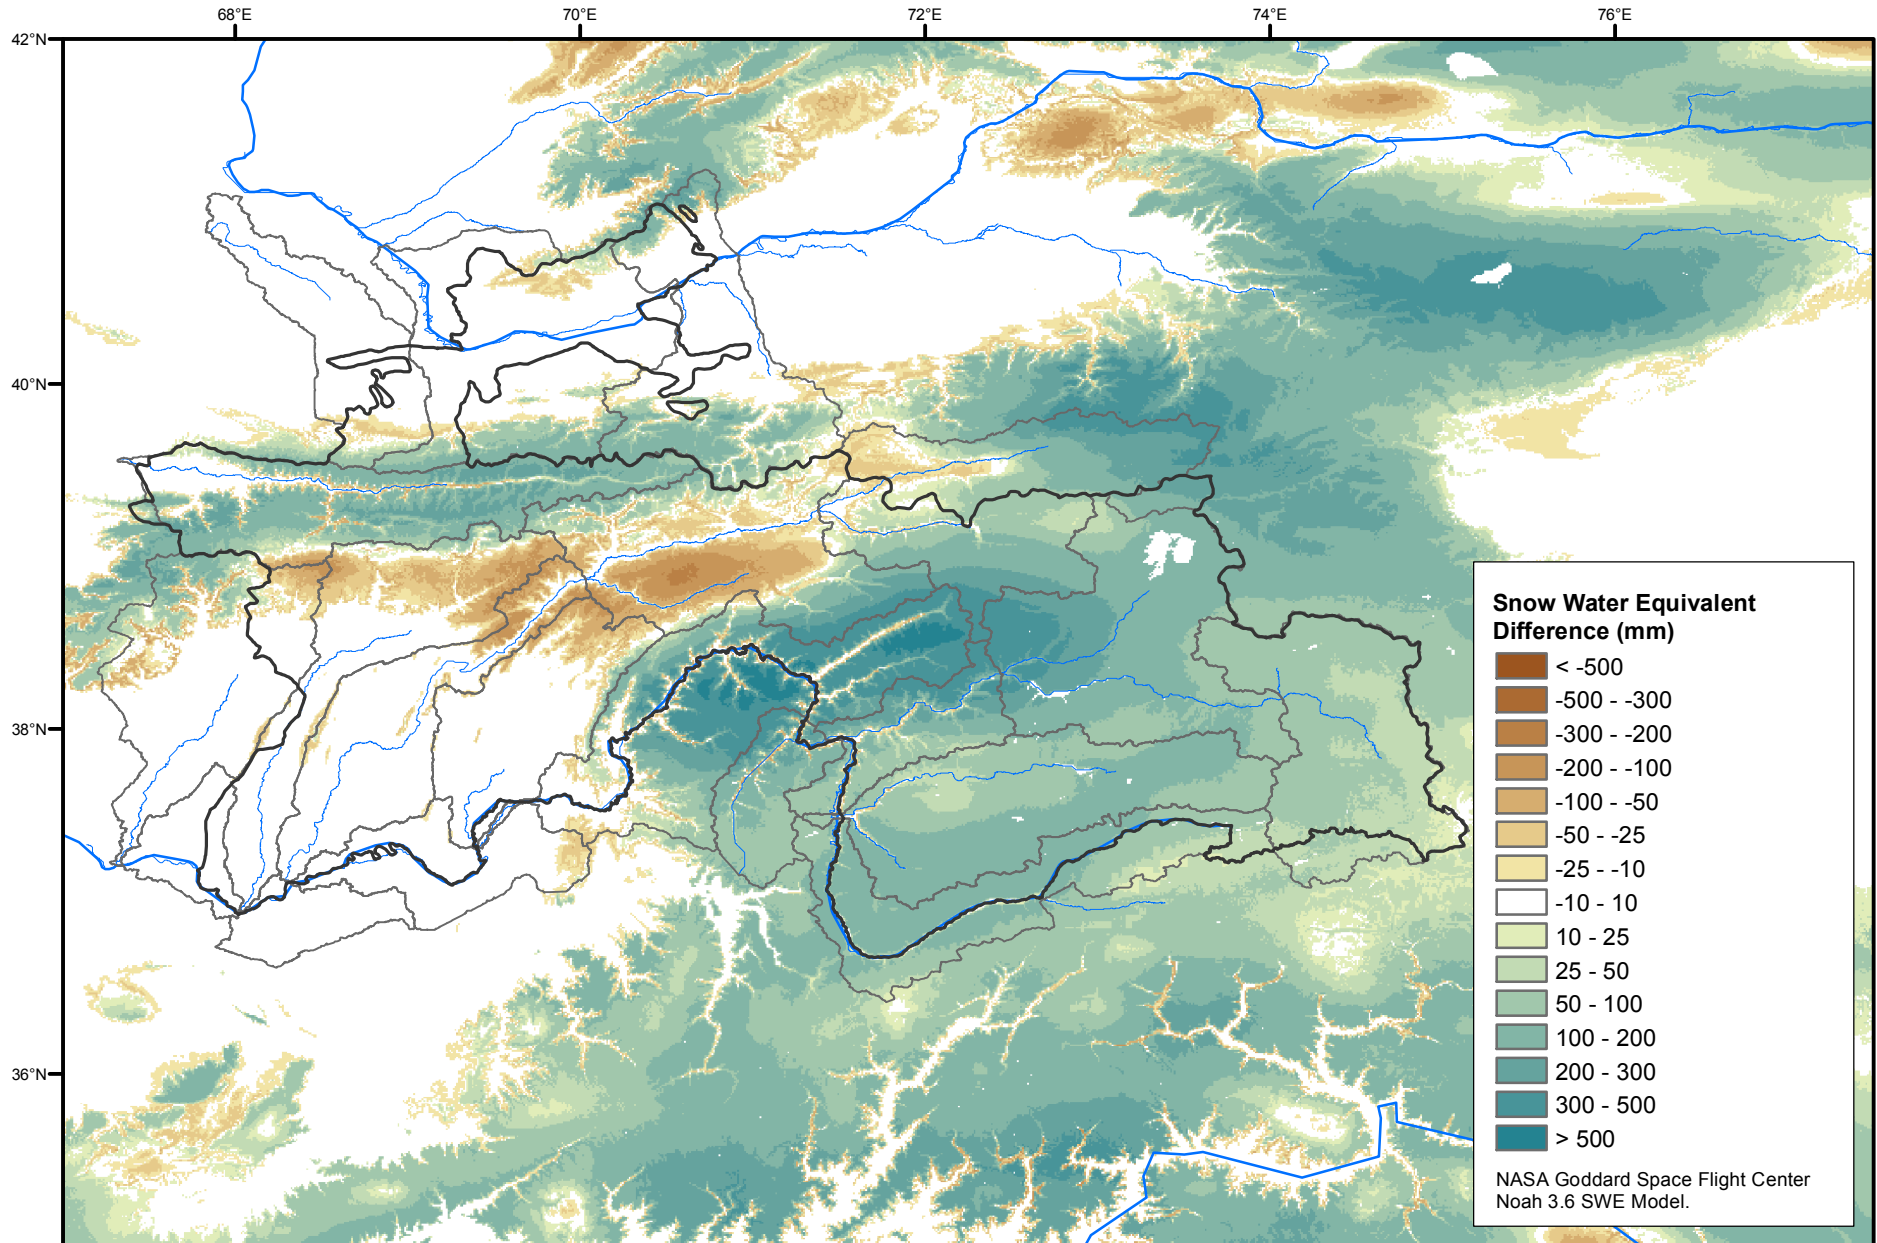 68°E
70°E
72°E
74°E
76°E
42°N
40°N
38°N
36°N
Snow Water Equivalent
Difference (mm)
< -500
-500 - -300
-300 - -200
-200 - -100
-100 - -50
-50 - -25
-25 - -10
-10 - 10
10 - 25
25 - 50
50 - 100
100 - 200
200 - 300
300 - 500
> 500
NASA Goddard Space Flight Center
Noah 3.6 SWE Model.